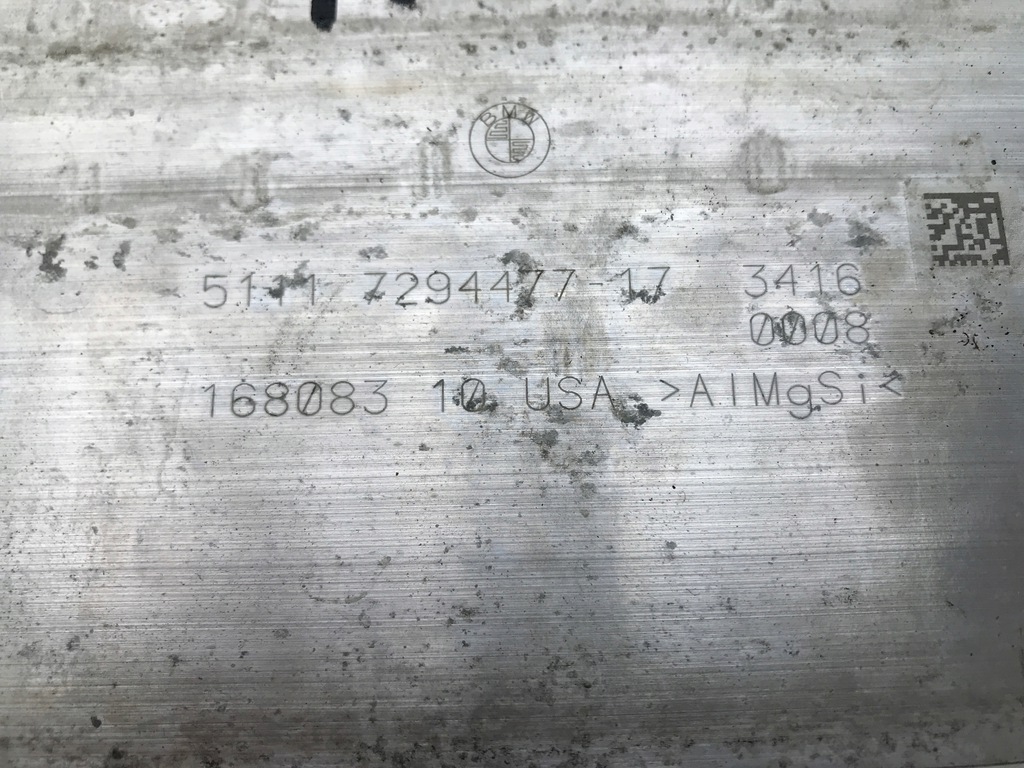 BMW
5111 7294477-17 3416
0008
168083 10 USA >AlMgSi<